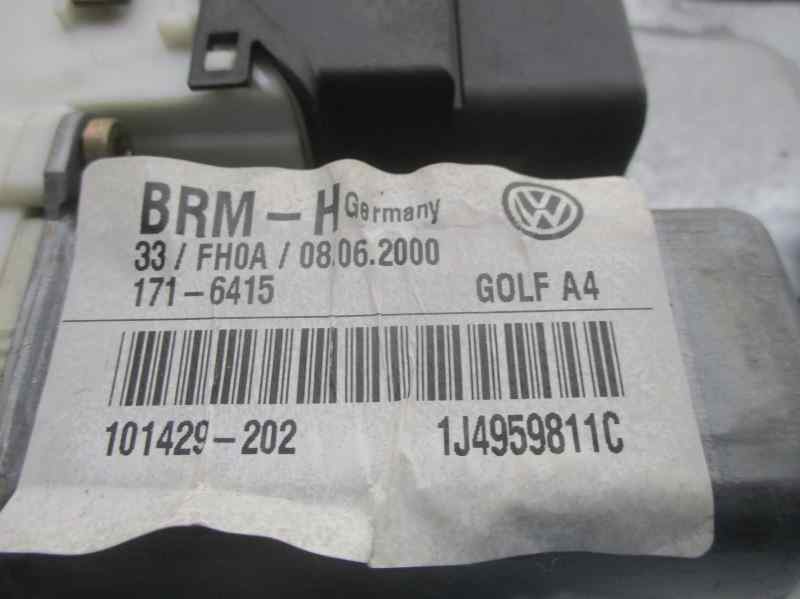 BRM-H Germany
33/FH0A/08.06.2000
171-6415 GOLF A4
101429-202 1J4959811C